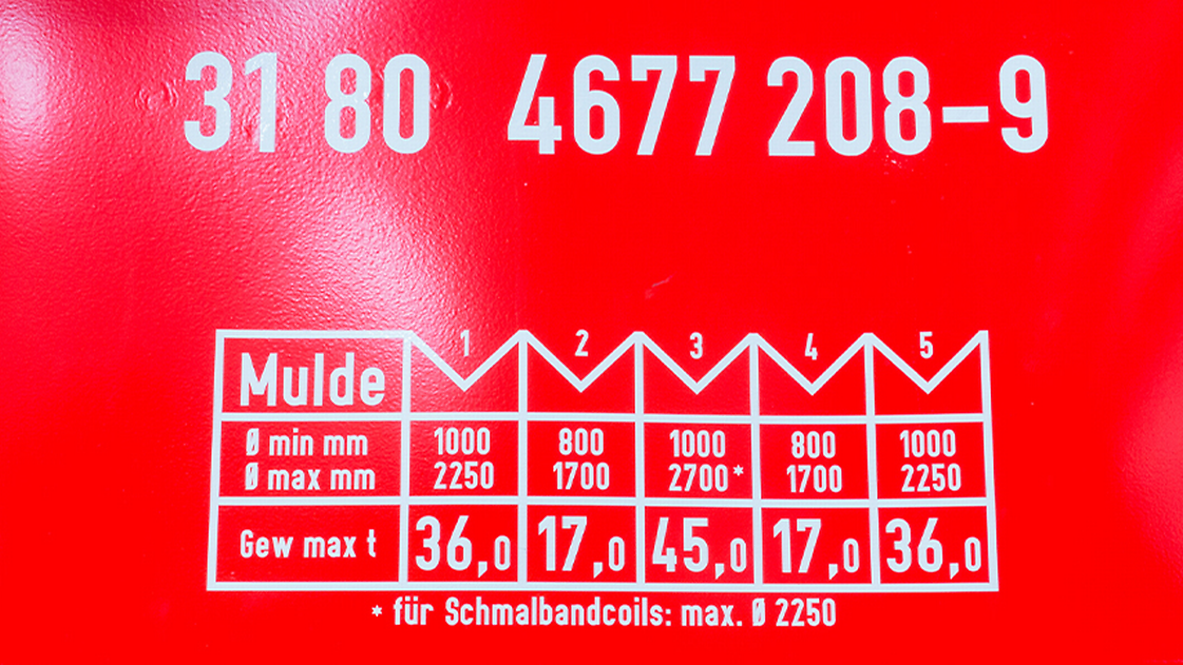 31 80 4677 208-9
1 2 3 4 5
Mulde
Ø min mm 1000 800 1000 800 1000
Ø max mm 2250 1700 2700* 1700 2250
Gew max t 36,0 17,0 45,0 17,0 36,0
* für Schmalbandcoils: max. Ø 2250